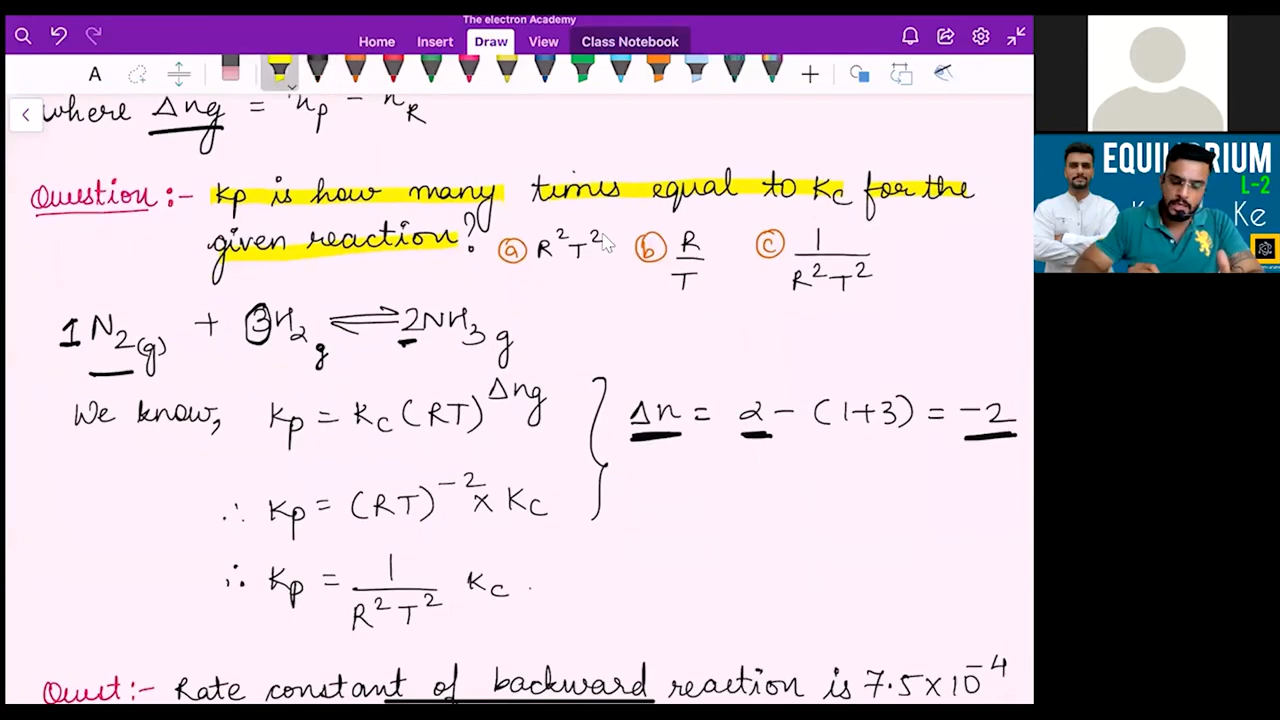 The electron Academy
Home Insert Draw View Class Notebook
A
where Δng = np - nR
Question:- Kp is how many times equal to Kc for the
given reaction? ⓐ R²T² ⓑ R/T ⓒ 1/R²T²
1N₂(g) + 3H₂ g ⇌ 2NH₃ g
We know, Kp = Kc (RT)^Δng } Δn = 2 - (1+3) = -2
∴ Kp = (RT)⁻² × Kc
∴ Kp = 1/R²T² Kc.
Quest:- Rate constant of backward reaction is 7.5×10⁻⁴
EQUILIBRIUM
L-2
K Ke